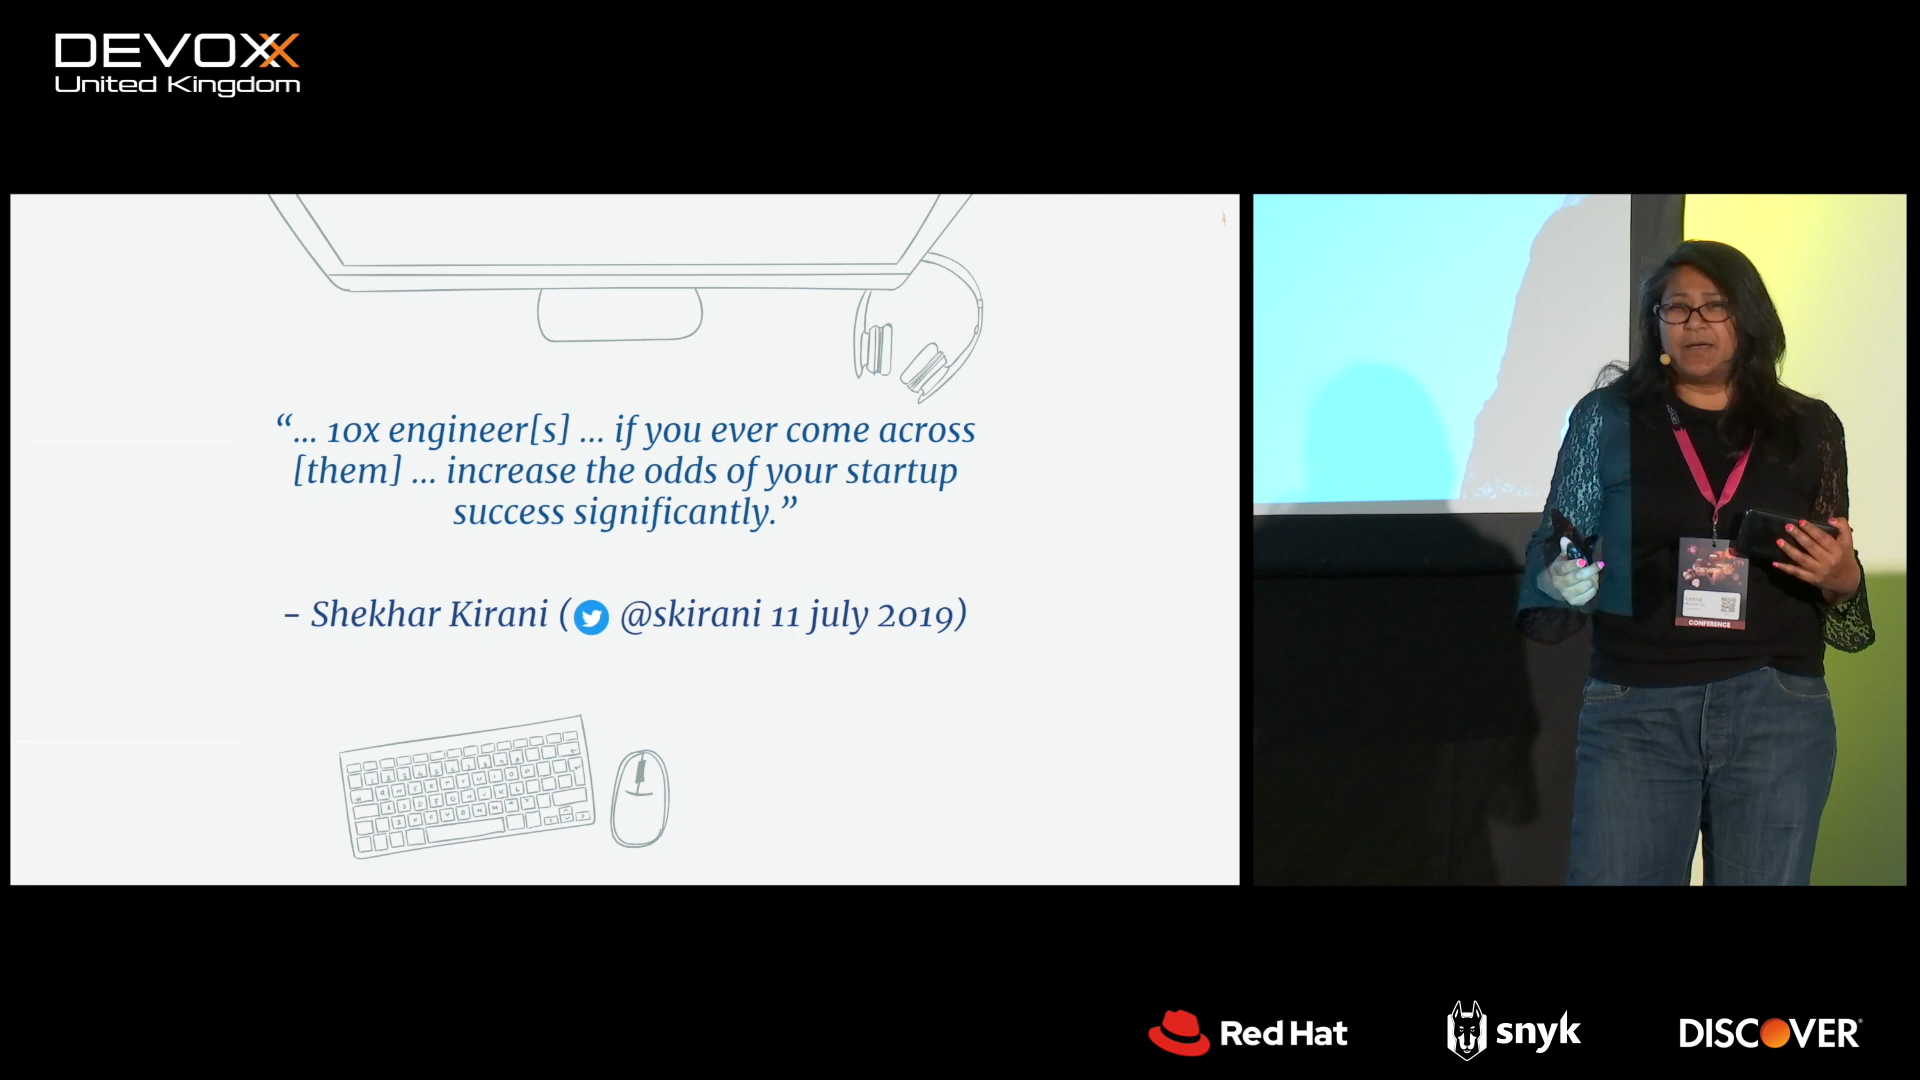 DEVOXX
United Kingdom
“... 10x engineer[s] ... if you ever come across
[them] ... increase the odds of your startup
success significantly.”
– Shekhar Kirani ( @skirani 11 july 2019)
DEVOXX
CONFERENCE
Red Hat
snyk
DISCOVER